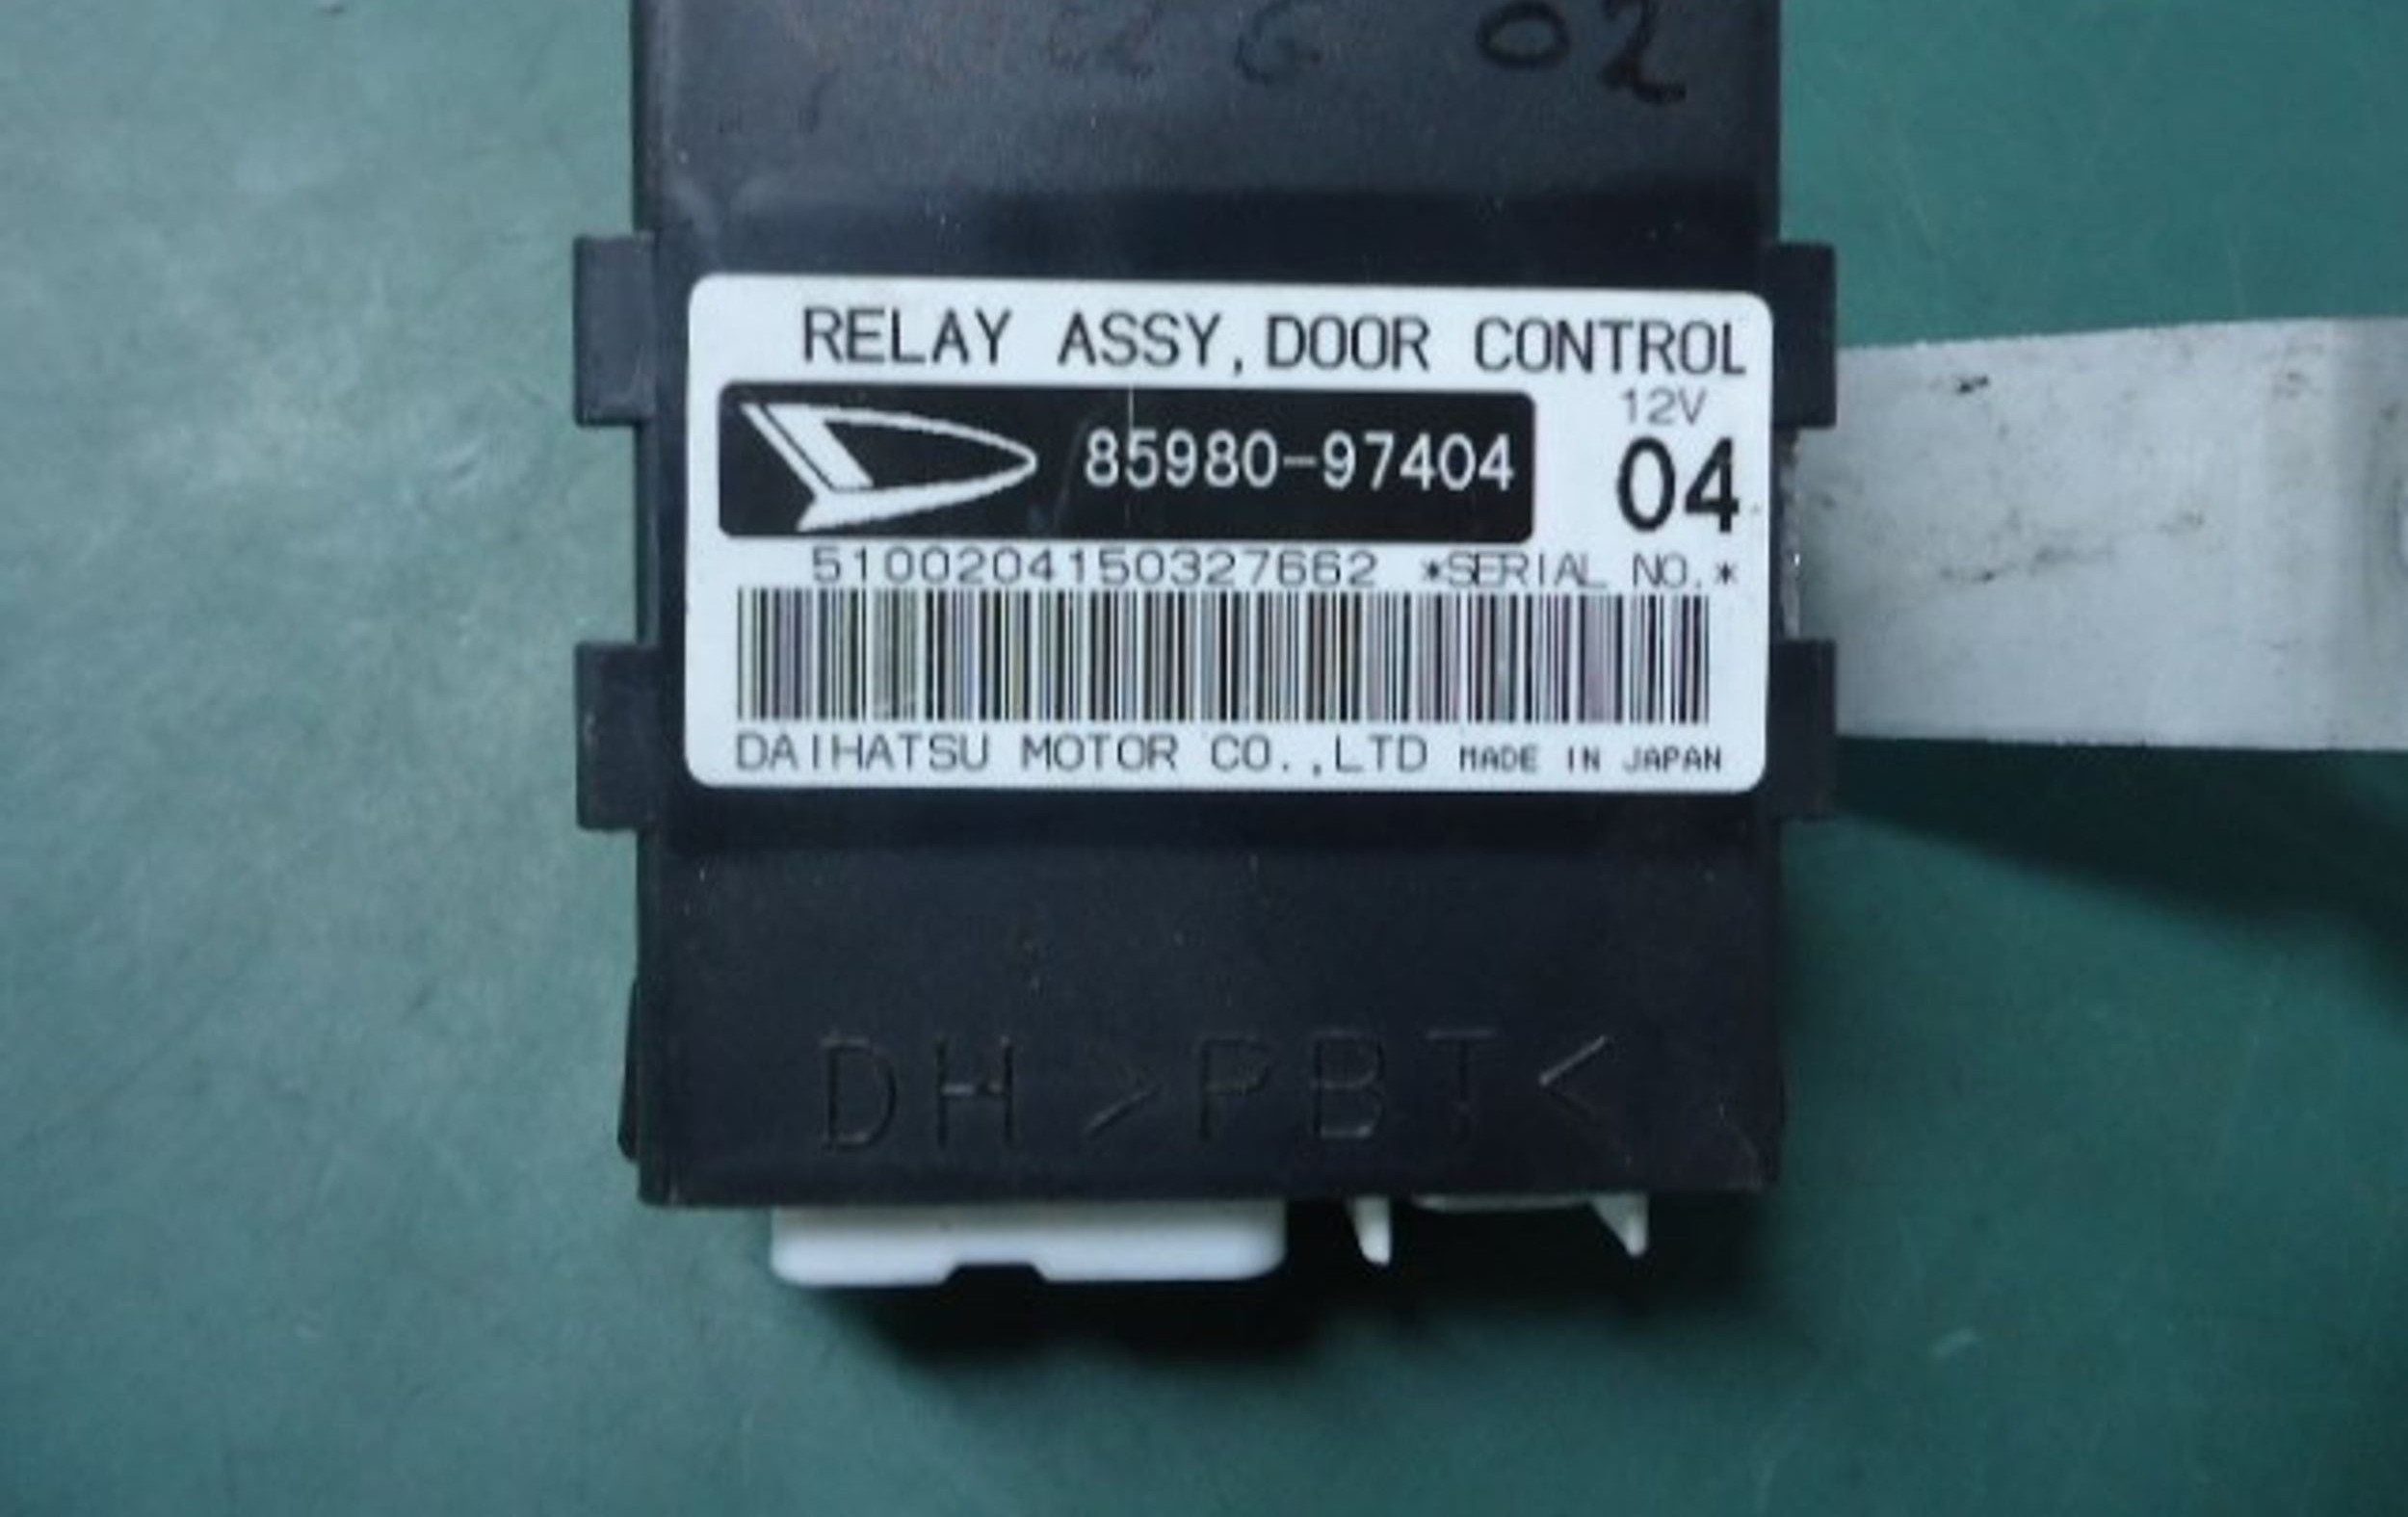 02
RELAY ASSY, DOOR CONTROL
12V
85980-97404
04
5100204150327662 *SERIAL NO.*
DAIHATSU MOTOR CO.,LTD MADE IN JAPAN
DH >PBT<